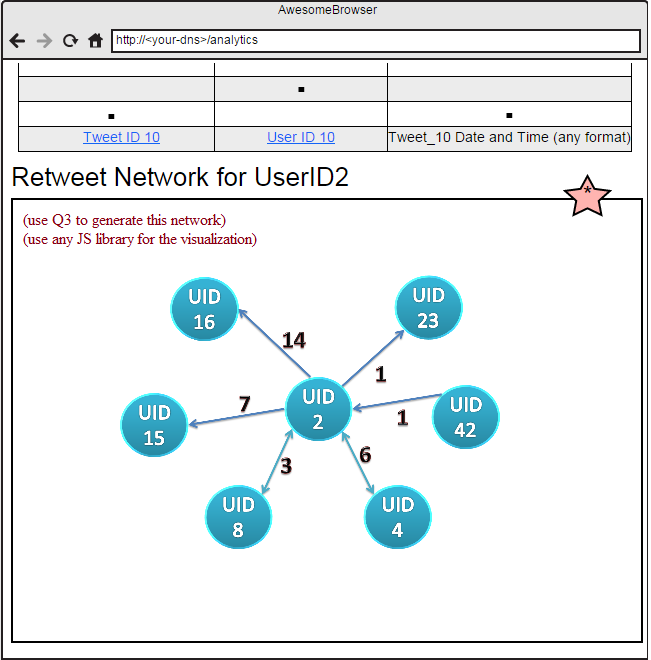 AwesomeBrowser
http://<your-dns>/analytics
Tweet ID 10 User ID 10 Tweet_10 Date and Time (any format)
Retweet Network for UserID2
*
(use Q3 to generate this network)
(use any JS library for the visualization)
UID
16
UID
23
14
1
UID
2
7
UID
15
1
UID
42
3
6
UID
8
UID
4